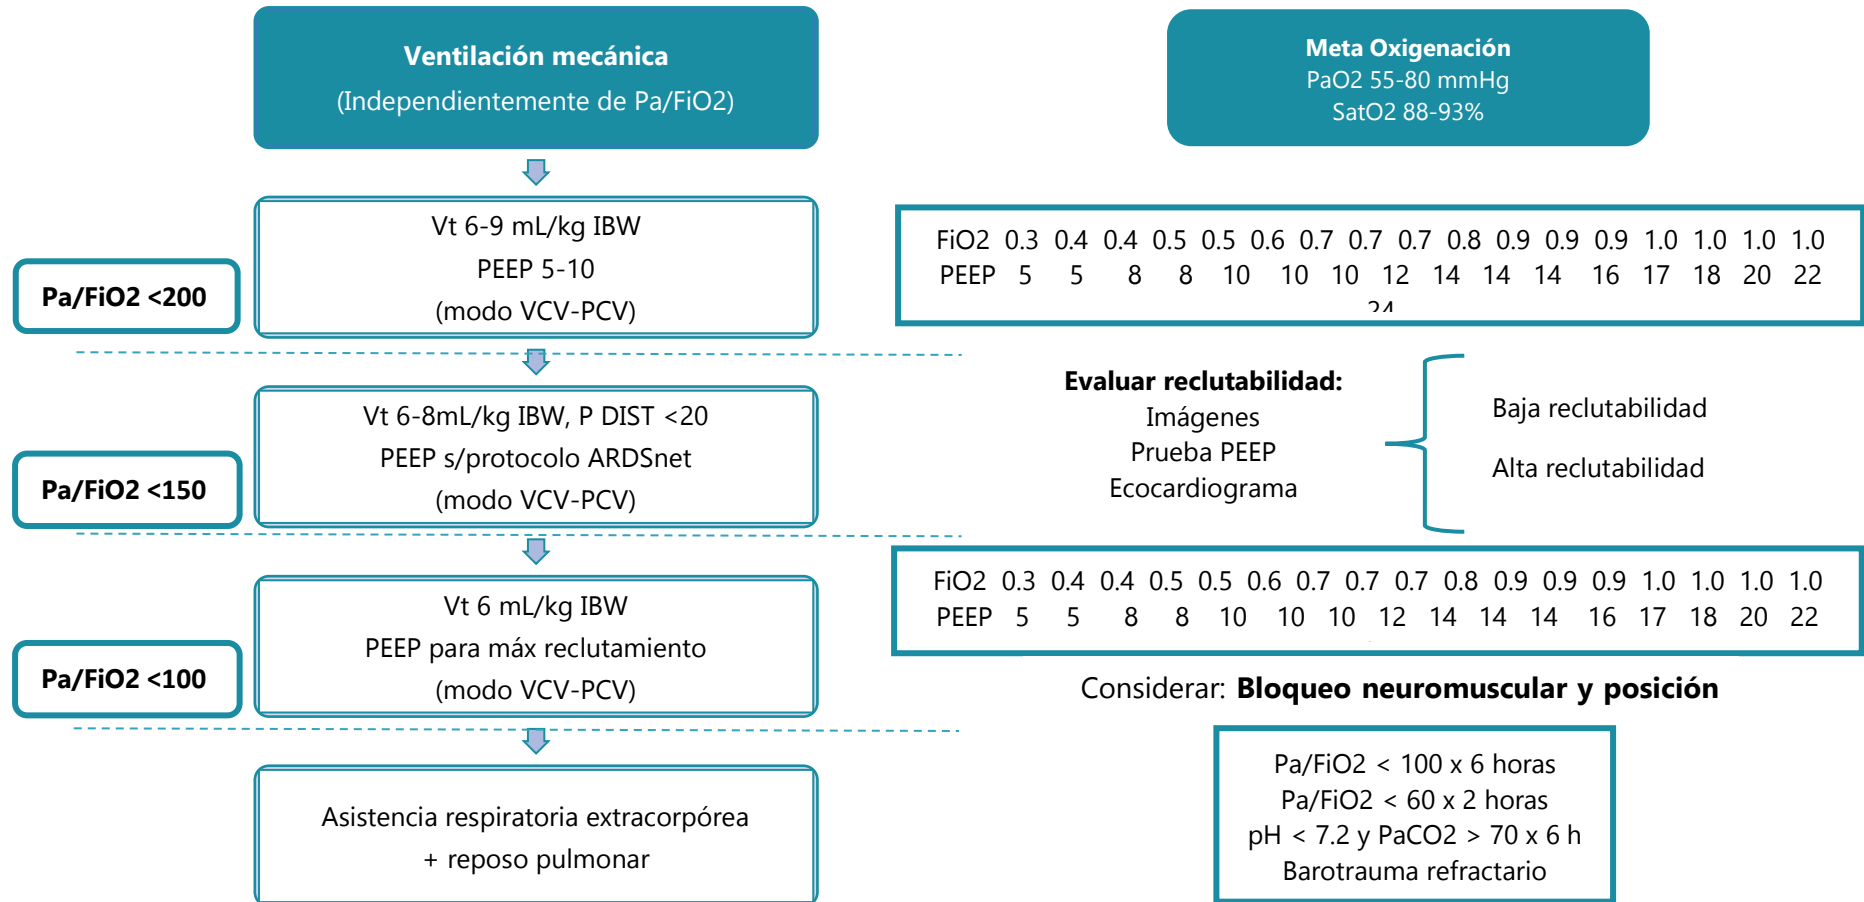 Ventilación mecánica
(Independientemente de Pa/FiO2)
Meta Oxigenación
PaO2 55-80 mmHg
SatO2 88-93%
Pa/FiO2 <200
Vt 6-9 mL/kg IBW
PEEP 5-10
(modo VCV-PCV)
FiO2 0.3 0.4 0.4 0.5 0.5 0.6 0.7 0.7 0.7 0.8 0.9 0.9 0.9 1.0 1.0 1.0 1.0
PEEP 5 5 8 8 10 10 10 12 14 14 14 16 17 18 20 22
24
Pa/FiO2 <150
Vt 6-8mL/kg IBW, P DIST <20
PEEP s/protocolo ARDSnet
(modo VCV-PCV)
Evaluar reclutabilidad:
Imágenes
Prueba PEEP
Ecocardiograma
Baja reclutabilidad
Alta reclutabilidad
Pa/FiO2 <100
Vt 6 mL/kg IBW
PEEP para máx reclutamiento
(modo VCV-PCV)
FiO2 0.3 0.4 0.4 0.5 0.5 0.6 0.7 0.7 0.7 0.8 0.9 0.9 0.9 1.0 1.0 1.0 1.0
PEEP 5 5 8 8 10 10 10 12 14 14 14 16 17 18 20 22
Considerar: Bloqueo neuromuscular y posición
Asistencia respiratoria extracorpórea
+ reposo pulmonar
Pa/FiO2 < 100 x 6 horas
Pa/FiO2 < 60 x 2 horas
pH < 7.2 y PaCO2 > 70 x 6 h
Barotrauma refractario